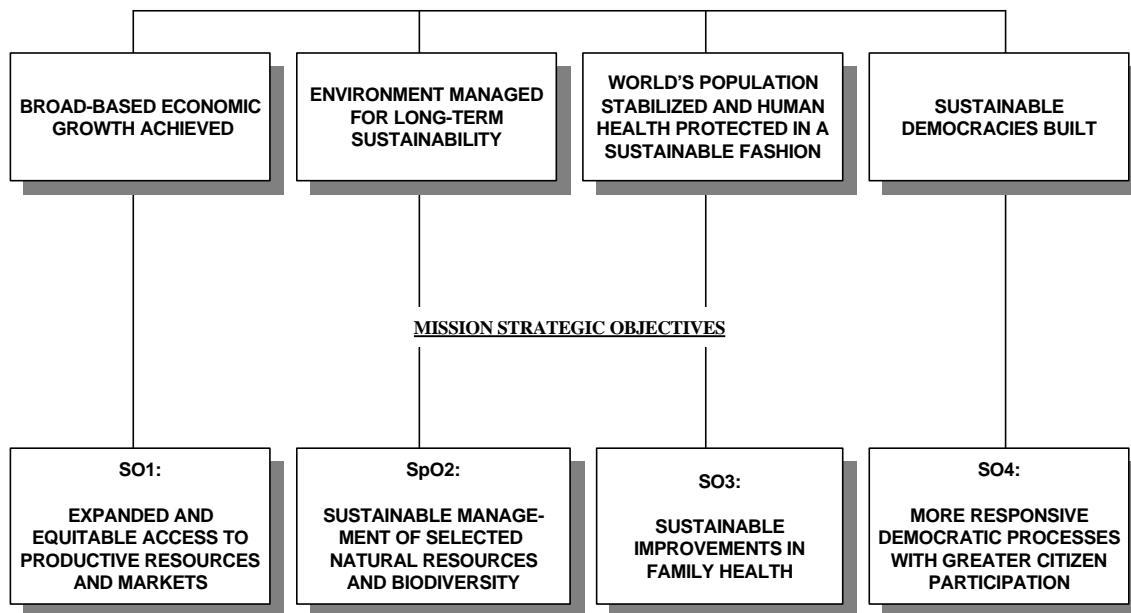 BROAD-BASED ECONOMIC
GROWTH ACHIEVED
ENVIRONMENT MANAGED
FOR LONG-TERM
SUSTAINABILITY
WORLD’S POPULATION
STABILIZED AND HUMAN
HEALTH PROTECTED IN A
SUSTAINABLE FASHION
SUSTAINABLE
DEMOCRACIES BUILT
MISSION STRATEGIC OBJECTIVES
SO1:
EXPANDED AND
EQUITABLE ACCESS TO
PRODUCTIVE RESOURCES
AND MARKETS
SpO2:
SUSTAINABLE MANAGE-
MENT OF SELECTED
NATURAL RESOURCES
AND BIODIVERSITY
SO3:
SUSTAINABLE
IMPROVEMENTS IN
FAMILY HEALTH
SO4:
MORE RESPONSIVE
DEMOCRATIC PROCESSES
WITH GREATER CITIZEN
PARTICIPATION